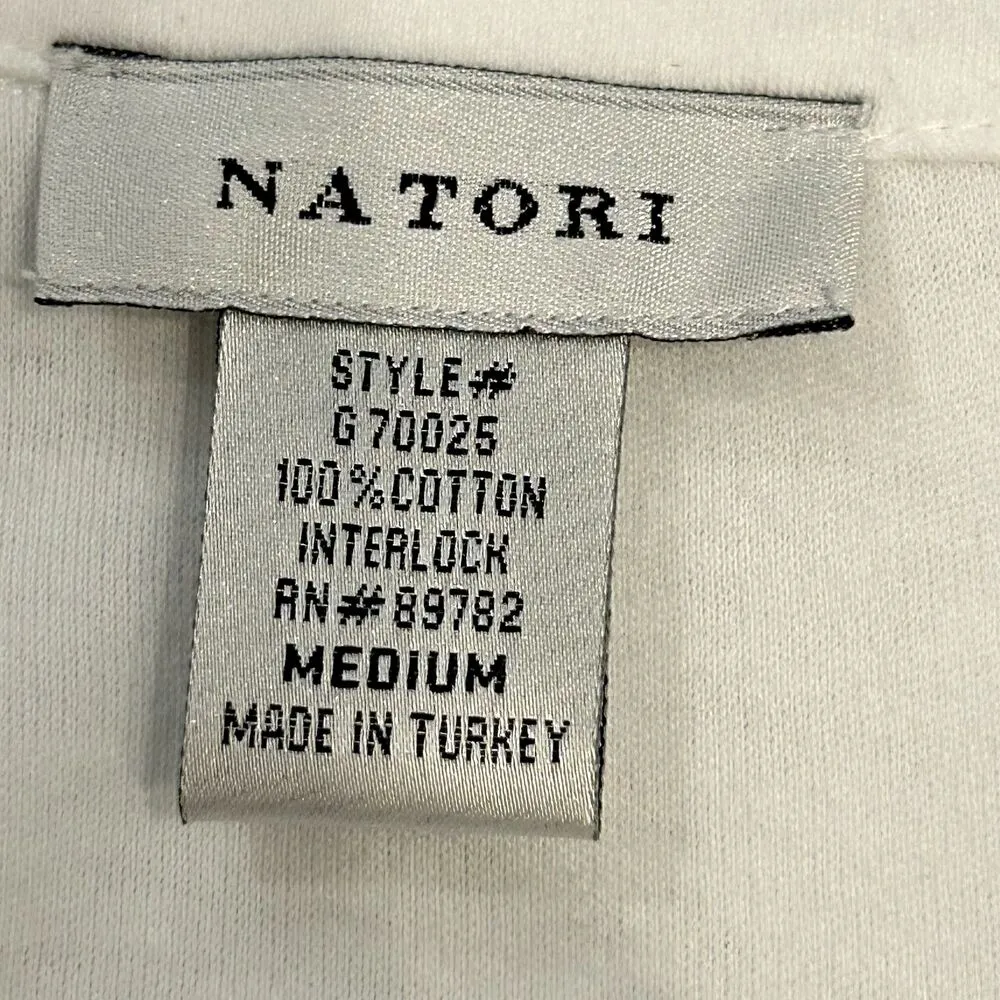 NATORI
STYLE#
G70025
100%COTTON
INTERLOCK
RN#89782
MEDIUM
MADE IN TURKEY